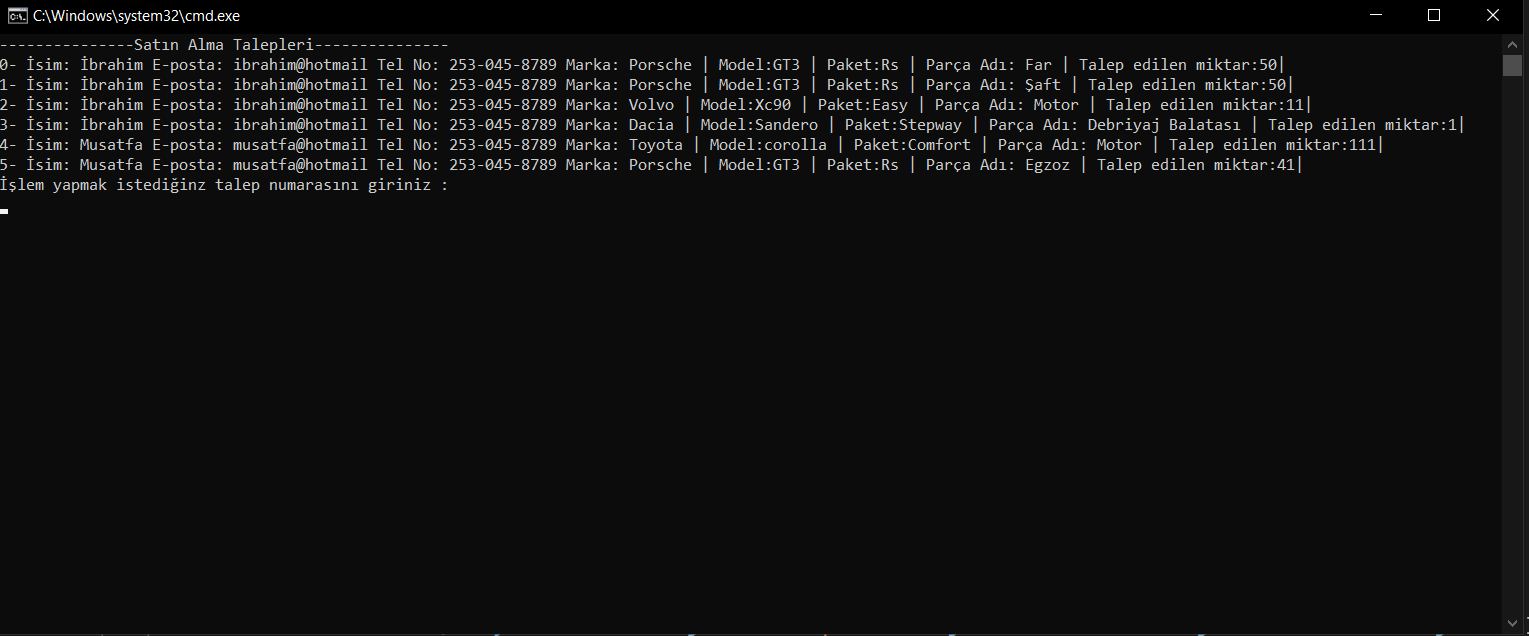 C:\Windows\system32\cmd.exe
---------------Satın Alma Talepleri---------------
0- İsim: İbrahim E-posta: ibrahim@hotmail Tel No: 253-045-8789 Marka: Porsche | Model:GT3 | Paket:Rs | Parça Adı: Far | Talep edilen miktar:50|
1- İsim: İbrahim E-posta: ibrahim@hotmail Tel No: 253-045-8789 Marka: Porsche | Model:GT3 | Paket:Rs | Parça Adı: Şaft | Talep edilen miktar:50|
2- İsim: İbrahim E-posta: ibrahim@hotmail Tel No: 253-045-8789 Marka: Volvo | Model:Xc90 | Paket:Easy | Parça Adı: Motor | Talep edilen miktar:11|
3- İsim: İbrahim E-posta: ibrahim@hotmail Tel No: 253-045-8789 Marka: Dacia | Model:Sandero | Paket:Stepway | Parça Adı: Debriyaj Balatası | Talep edilen miktar:1|
4- İsim: Musatfa E-posta: musatfa@hotmail Tel No: 253-045-8789 Marka: Toyota | Model:corolla | Paket:Comfort | Parça Adı: Motor | Talep edilen miktar:111|
5- İsim: Musatfa E-posta: musatfa@hotmail Tel No: 253-045-8789 Marka: Porsche | Model:GT3 | Paket:Rs | Parça Adı: Egzoz | Talep edilen miktar:41|
İşlem yapmak istediğinz talep numarasını giriniz :